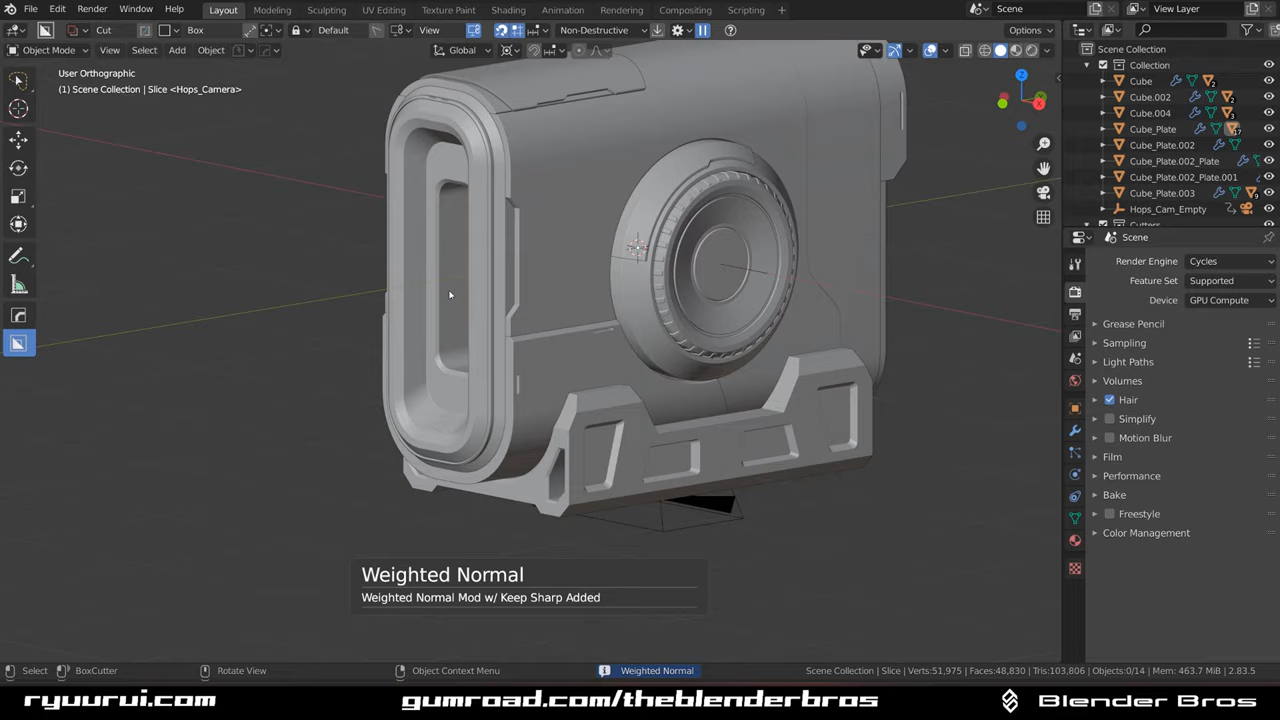 File Edit Render Window Help Layout Modeling Sculpting UV Editing Texture Paint Shading Animation Rendering Compositing Scripting + Scene View Layer
Cut Box Default View Non-Destructive Options
Object Mode View Select Add Object Global
User Orthographic
(1) Scene Collection | Slice <Hops_Camera>
Scene Collection
Collection
Cube 2
Cube.002 2
Cube.004 3
Cube_Plate 17
Cube_Plate.002
Cube_Plate.002_Plate
Cube_Plate.002_Plate.001
Cube_Plate.003 9
Hops_Cam_Empty
Cutters
Scene
Render Engine Cycles
Feature Set Supported
Device GPU Compute
Grease Pencil
Sampling
Light Paths
Volumes
Hair
Simplify
Motion Blur
Film
Performance
Bake
Freestyle
Color Management
Z
X
Y
Weighted Normal
Weighted Normal Mod w/ Keep Sharp Added
Select BoxCutter Rotate View Object Context Menu Weighted Normal Scene Collection | Slice | Verts:51,975 | Faces:48,830 | Tris:103,806 | Objects:0/14 | Mem: 463.7 MiB | 2.83.5
ryuurui.com gumroad.com/theblenderbros Blender Bros